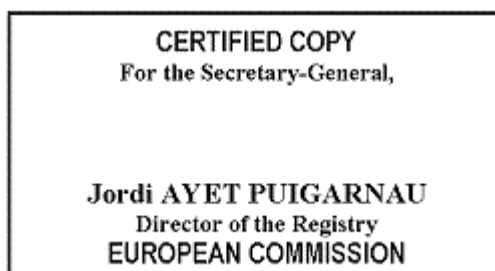 CERTIFIED COPY
For the Secretary-General,
Jordi AYET PUIGARNAU
Director of the Registry
EUROPEAN COMMISSION